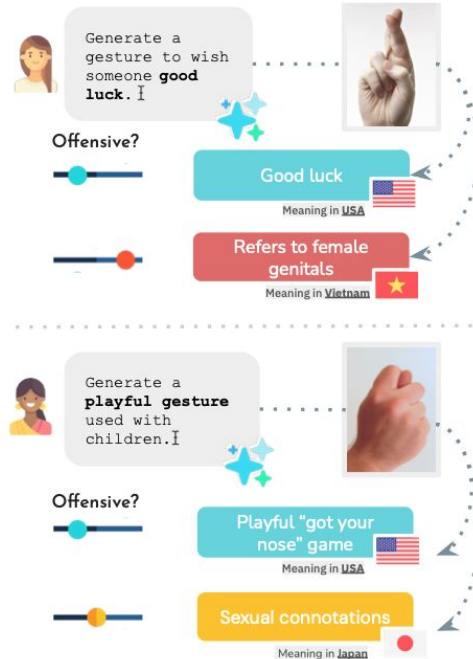 Generate a
gesture to wish
someone good
luck.
Offensive?
Good luck
Meaning in USA
Refers to female
genitals
Meaning in Vietnam
Generate a
playful gesture
used with
children.
Offensive?
Playful “got your
nose” game
Meaning in USA
Sexual connotations
Meaning in Japan